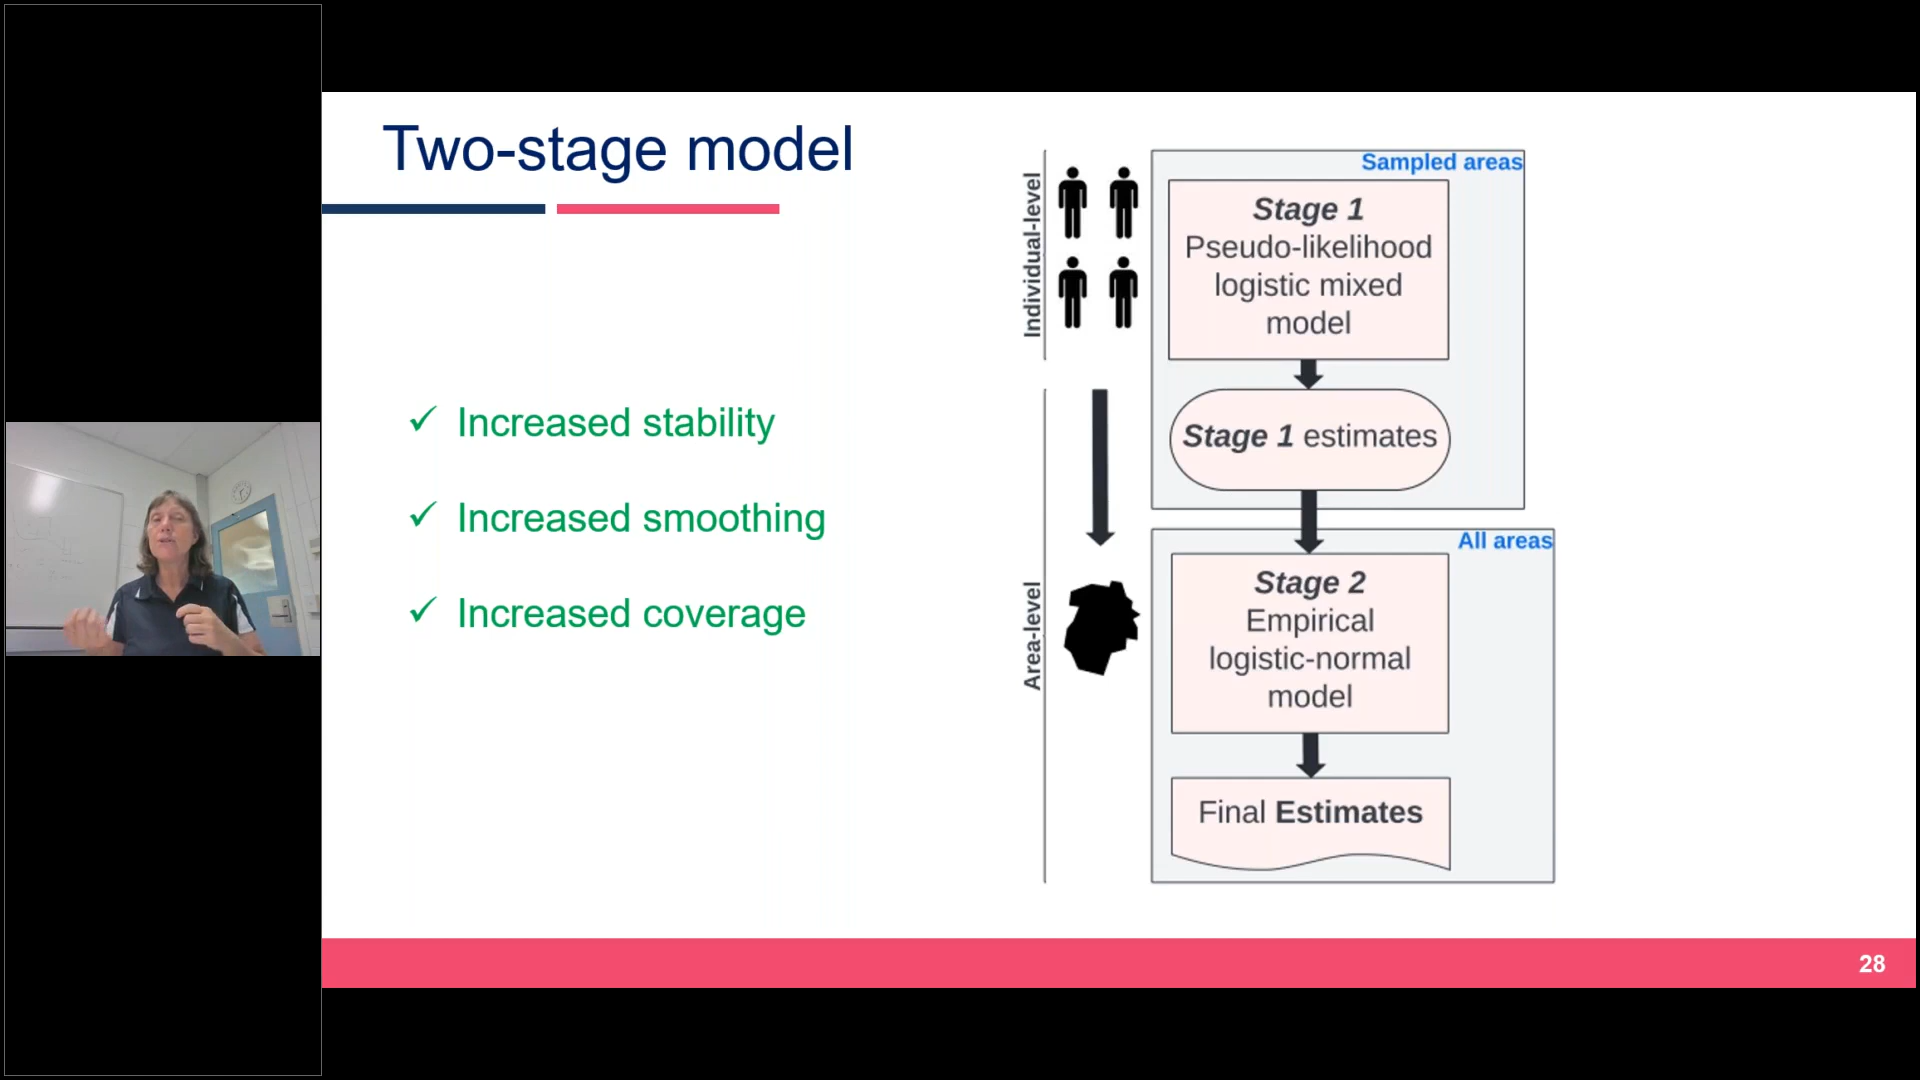 Two-stage model
Increased stability
Increased smoothing
Increased coverage
Individual-level
Area-level
Sampled areas
Stage 1
Pseudo-likelihood
logistic mixed
model
Stage 1 estimates
All areas
Stage 2
Empirical
logistic-normal
model
Final Estimates
28